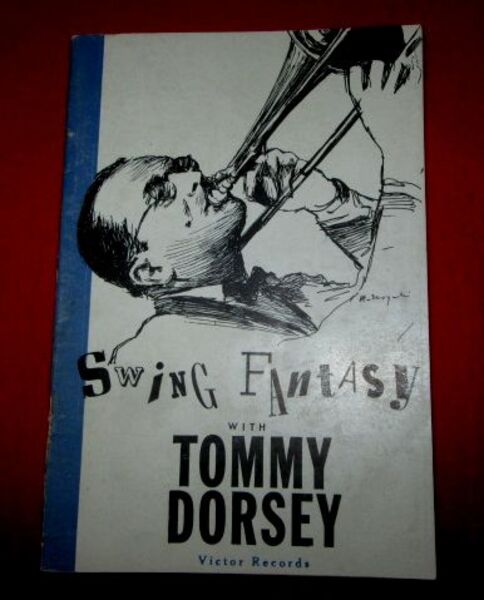 SWiNG FANtASy
WITH
TOMMY
DORSEY
Victor Records